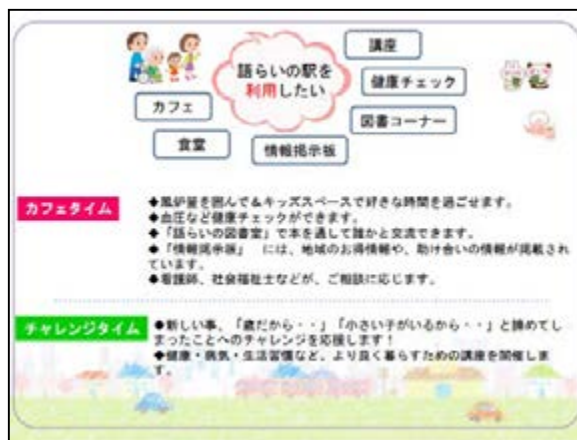 語らいの駅を
利用したい
講座
健康チェック
図書コーナー
情報掲示板
食堂
カフェ
カフェタイム
◆風炉釜を囲んで&キッズスペースで好きな時間を過ごせます。
◆血圧など健康チェックができます。
◆「語らいの図書室」で本を通して誰かと交流できます。
◆「情報掲示板」 には、地域のお得情報や、助け合いの情報が掲載され
ています。
◆看護師、社会福祉士などが、ご相談に応じます。
チャレンジタイム
◆新しい事、「歳だから・・」「小さい子がいるから・・」と諦めてし
まったことへのチャレンジを応援します！
◆健康・病気・生活習慣など、より良く暮らすための講座を開催しま
す。